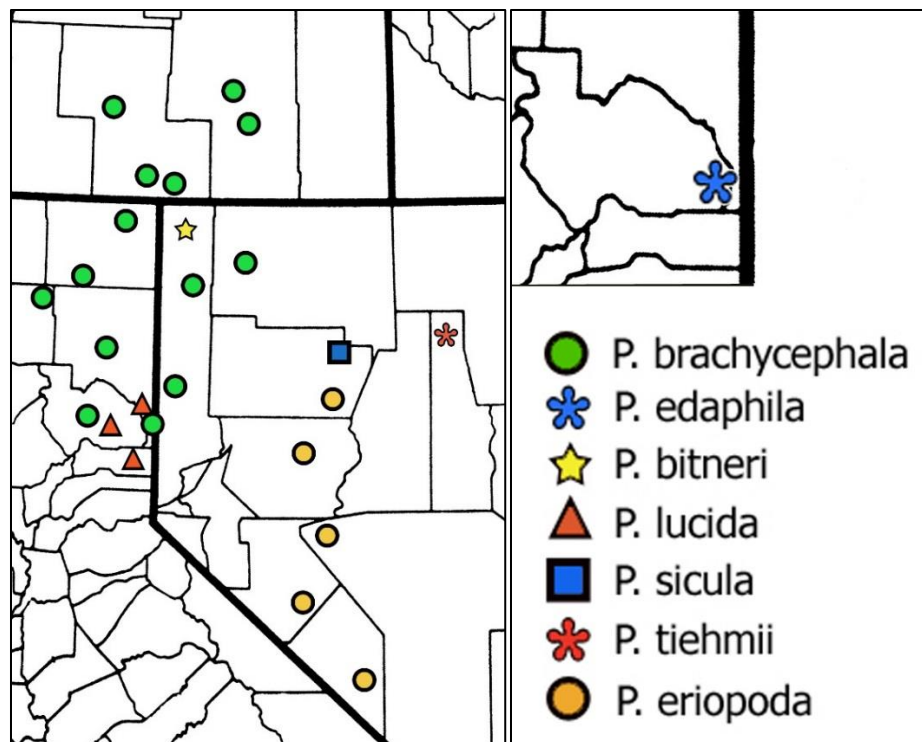 P. brachycephala
P. edaphila
P. bitneri
P. lucida
P. sicula
P. tiehmii
P. eriopoda